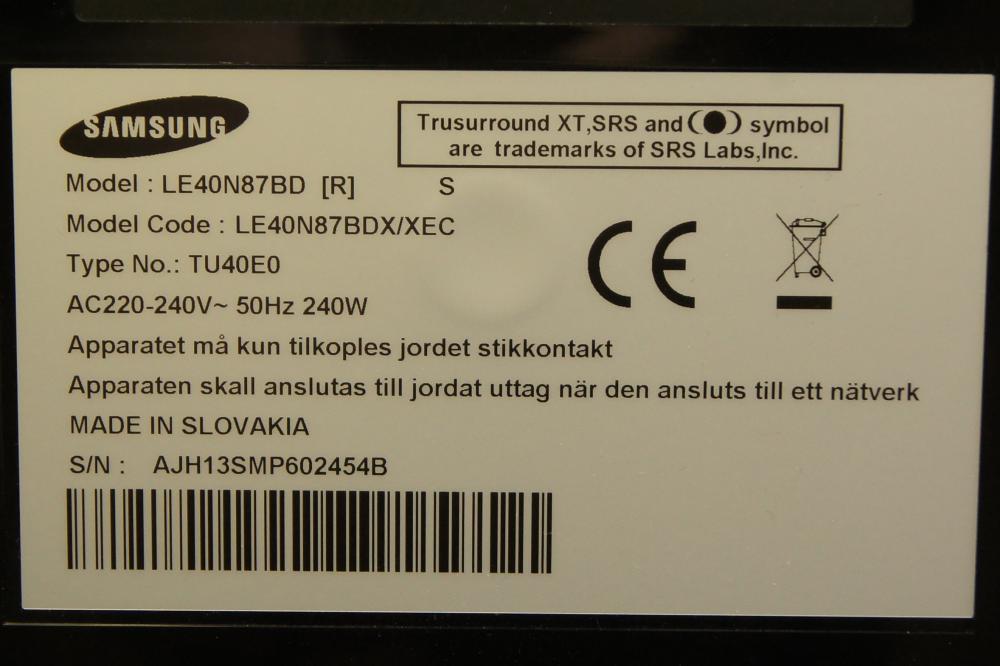 SAMSUNG
Trusurround XT,SRS and symbol
are trademarks of SRS Labs,Inc.
Model : LE40N87BD [R] S
Model Code : LE40N87BDX/XEC
Type No.: TU40E0
AC220-240V~ 50Hz 240W
CE
Apparatet må kun tilkoples jordet stikkontakt
Apparaten skall anslutas till jordat uttag när den ansluts till ett nätverk
MADE IN SLOVAKIA
S/N : AJH13SMP602454B